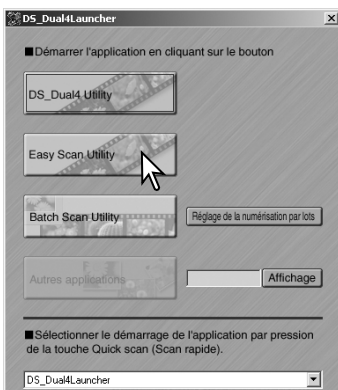 DS_Dual4Launcher
■Démarrer l'application en cliquant sur le bouton
DS_Dual4 Utility
Easy Scan Utility
Batch Scan Utility
Réglage de la numérisation par lots
Autres applications
Affichage
■Sélectionner le démarrage de l'application par pression
de la touche Quick scan (Scan rapide).
DS_Dual4Launcher